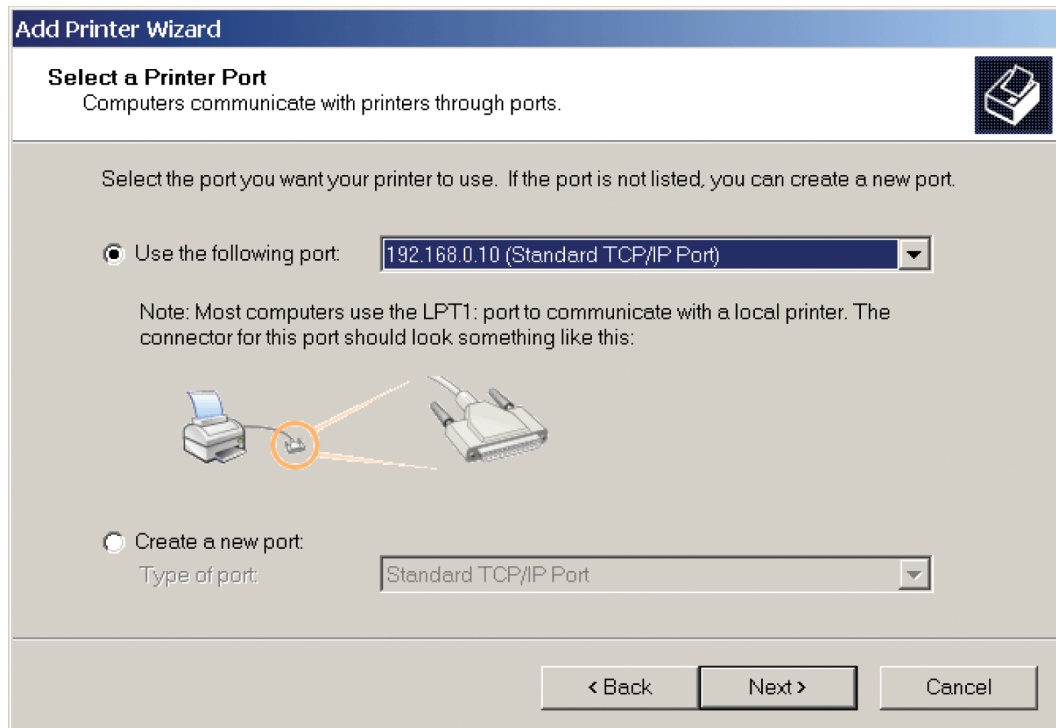 Add Printer Wizard
Select a Printer Port
Computers communicate with printers through ports.
Select the port you want your printer to use. If the port is not listed, you can create a new port.
Use the following port:
192.168.0.10 (Standard TCP/IP Port)
Note: Most computers use the LPT1: port to communicate with a local printer. The
connector for this port should look something like this:
Create a new port:
Type of port:
Standard TCP/IP Port
< Back
Next >
Cancel